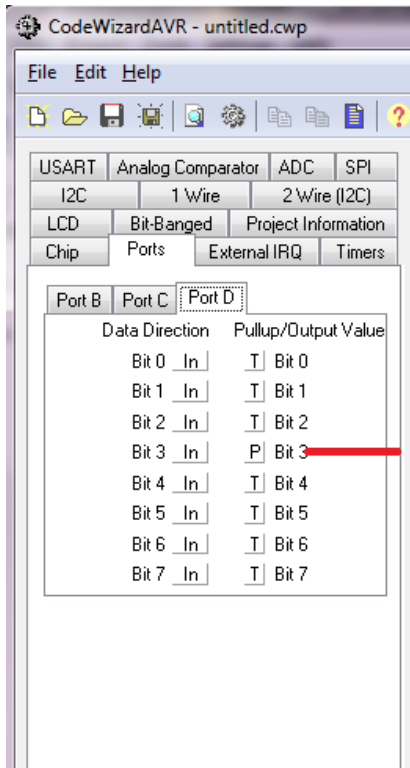 CodeWizardAVR - untitled.cwp
File Edit Help
?
USART Analog Comparator ADC SPI
I2C 1 Wire 2 Wire (I2C)
LCD Bit-Banged Project Information
Chip Ports External IRQ Timers
Port B Port C Port D
Data Direction Pullup/Output Value
Bit 0 In T Bit 0
Bit 1 In T Bit 1
Bit 2 In T Bit 2
Bit 3 In P Bit 3
Bit 4 In T Bit 4
Bit 5 In T Bit 5
Bit 6 In T Bit 6
Bit 7 In T Bit 7